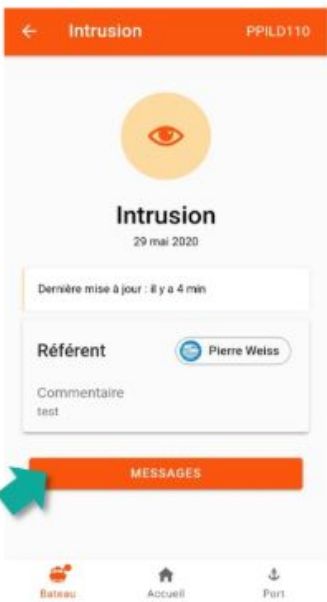 Intrusion PPILD110
Intrusion
29 mai 2020
Dernière mise à jour : il y a 4 min
Référent Pierre Weiss
Commentaire
test
MESSAGES
Bateau Accueil Port